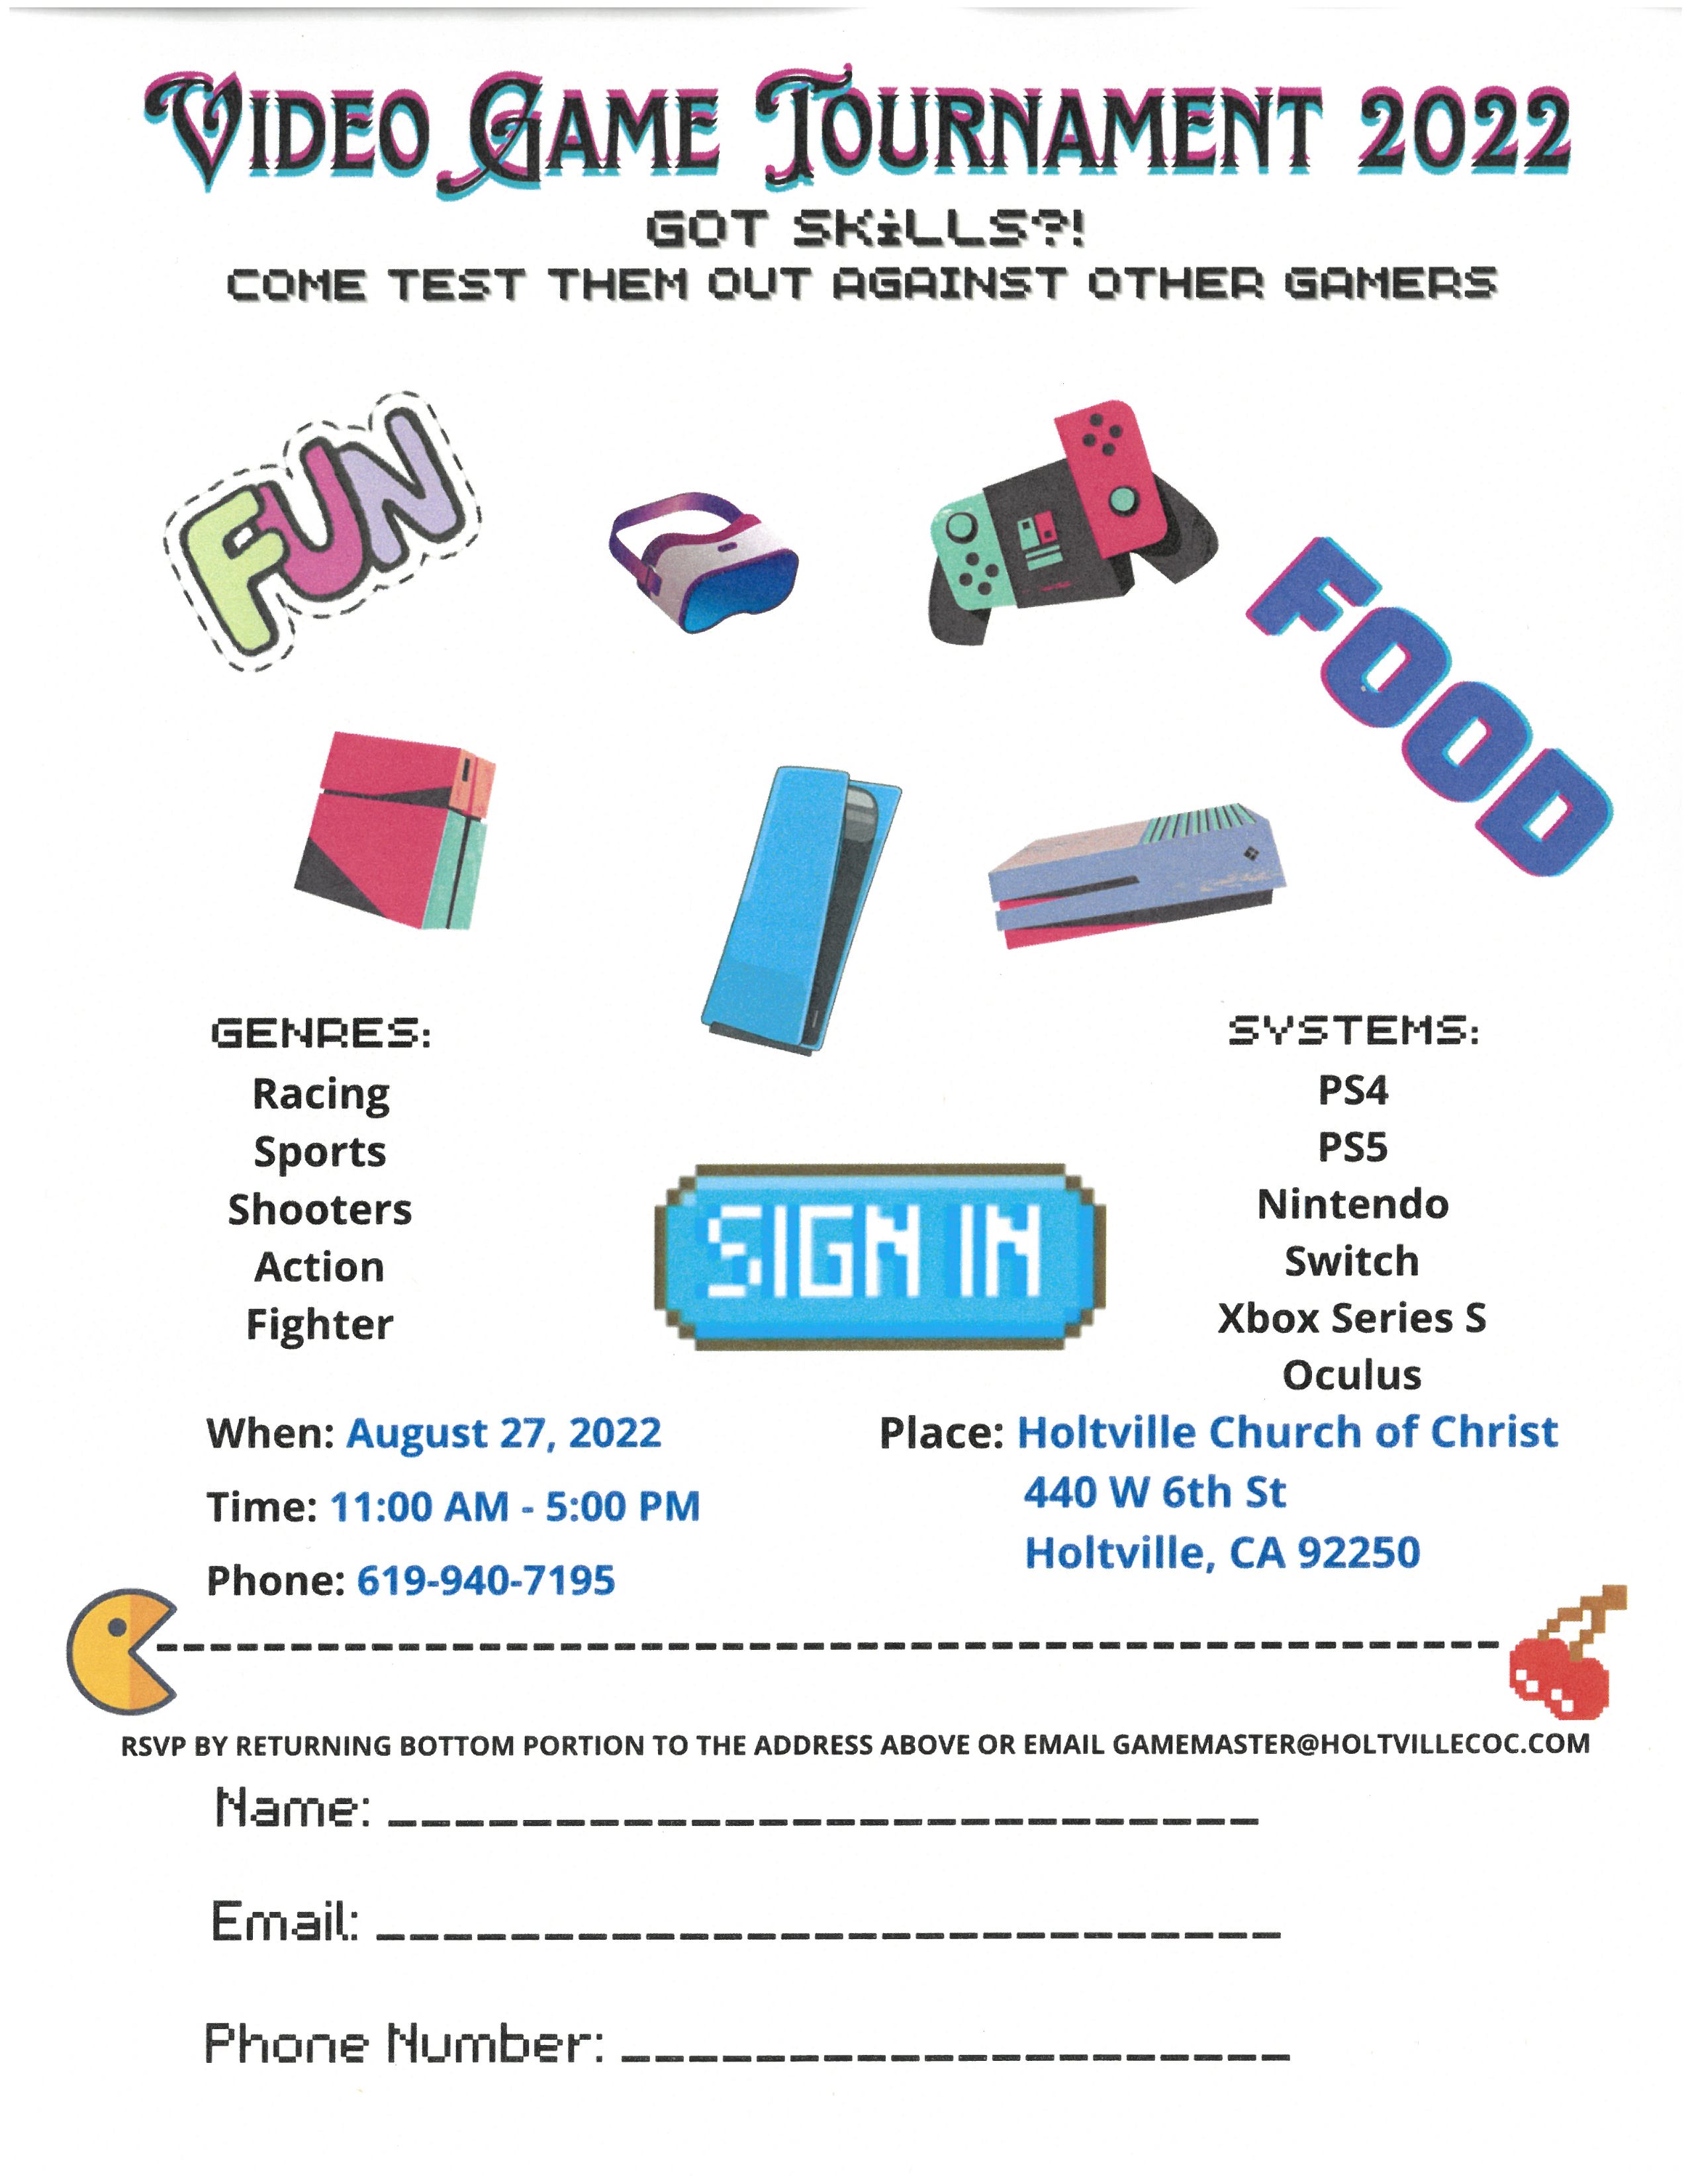 VIDEO GAME TOURNAMENT 2022
GOT SKiLLS?!
COME TEST THEM OUT AGAINST OTHER GAMERS
FUN
FOOD
GENRES:
Racing
Sports
Shooters
Action
Fighter
SYSTEMS:
PS4
PS5
Nintendo
Switch
Xbox Series S
Oculus
SIGN IN
When: August 27, 2022
Time: 11:00 AM - 5:00 PM
Phone: 619-940-7195
Place: Holtville Church of Christ
440 W 6th St
Holtville, CA 92250
RSVP BY RETURNING BOTTOM PORTION TO THE ADDRESS ABOVE OR EMAIL GAMEMASTER@HOLTVILLECOC.COM
Name: __________________________
Email: ___________________________
Phone Number: ____________________